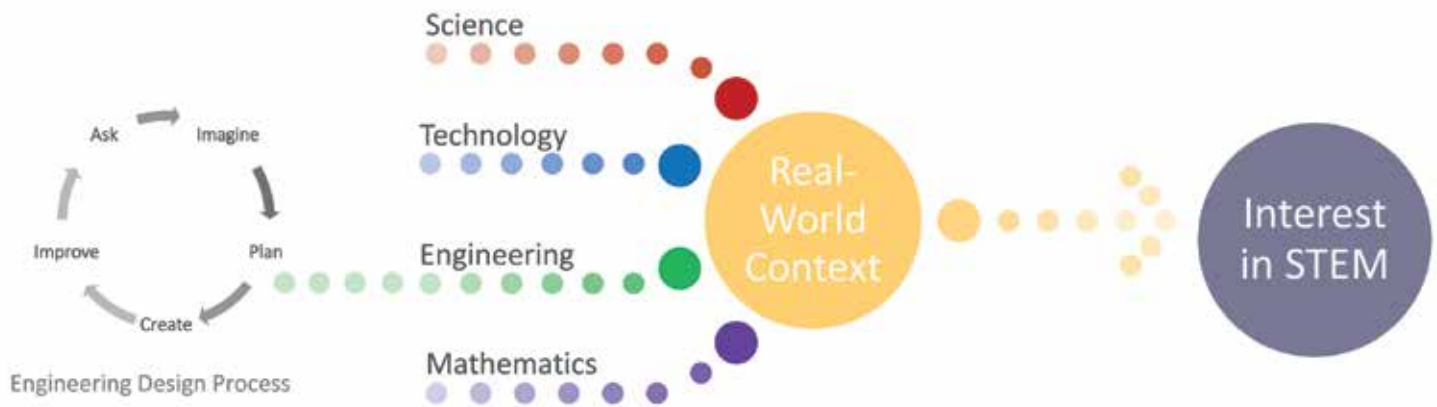 Science
Ask
Imagine
Technology
Real-
World
Context
Interest
in STEM
Improve
Plan
Engineering
Create
Mathematics
Engineering Design Process